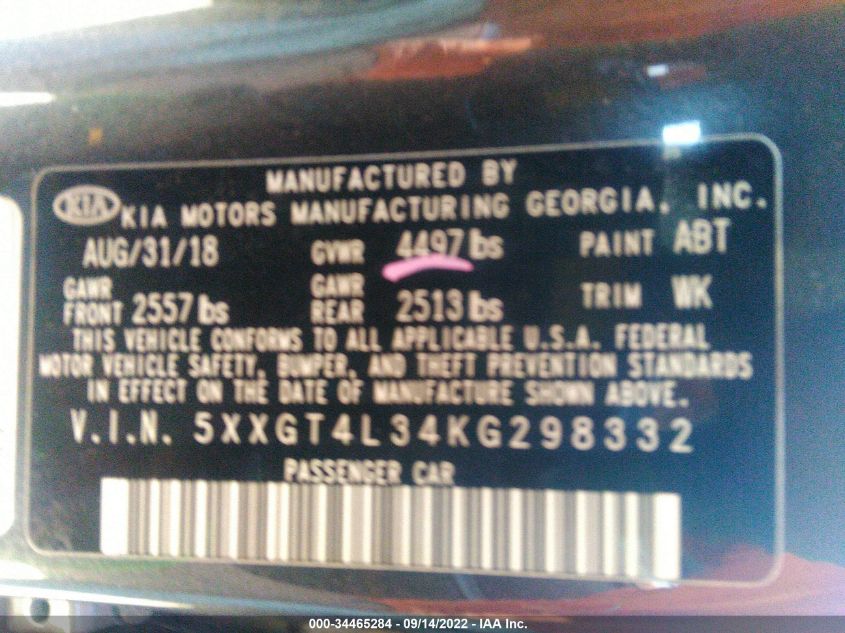 MANUFACTURED BY
KIA KIA MOTORS MANUFACTURING GEORGIA, INC.
AUG/31/18 GVWR 4497 lbs PAINT ABT
GAWR FRONT 2557 lbs GAWR REAR 2513 lbs TRIM WK
THIS VEHICLE CONFORMS TO ALL APPLICABLE U.S.A. FEDERAL
MOTOR VEHICLE SAFETY, BUMPER, AND THEFT PREVENTION STANDARDS
IN EFFECT ON THE DATE OF MANUFACTURE SHOWN ABOVE.
V.I.N. 5XXGT4L34KG298332
PASSENGER CAR
000-34465284 - 09/14/2022 - IAA Inc.